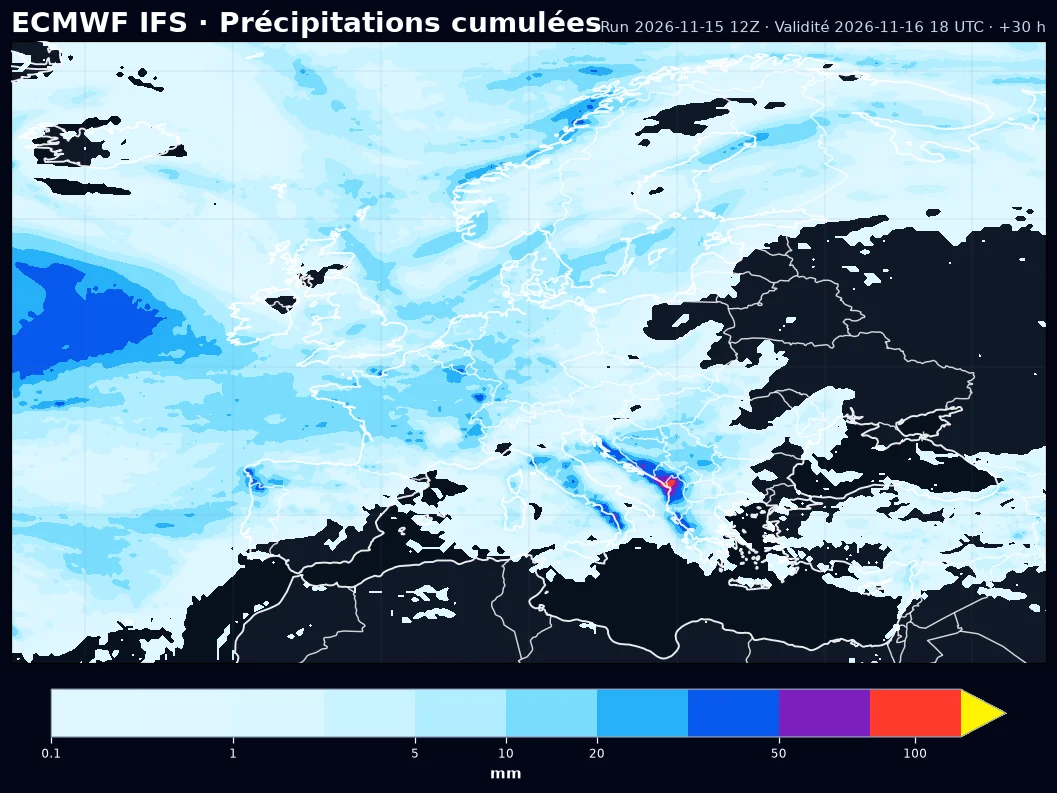 ECMWF IFS · Précipitations cumulées
Run 2026-11-15 12Z · Validité 2026-11-16 18 UTC · +30 h
0.1 1 5 10 20 50 100
mm